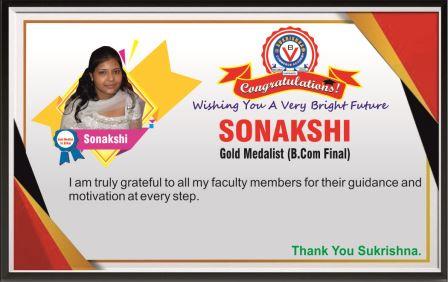 Congratulations!
Wishing You A Very Bright Future
SONAKSHI
Gold Medalist (B.Com Final)
Sonakshi
I am truly grateful to all my faculty members for their guidance and
motivation at every step.
Thank You Sukrishna.